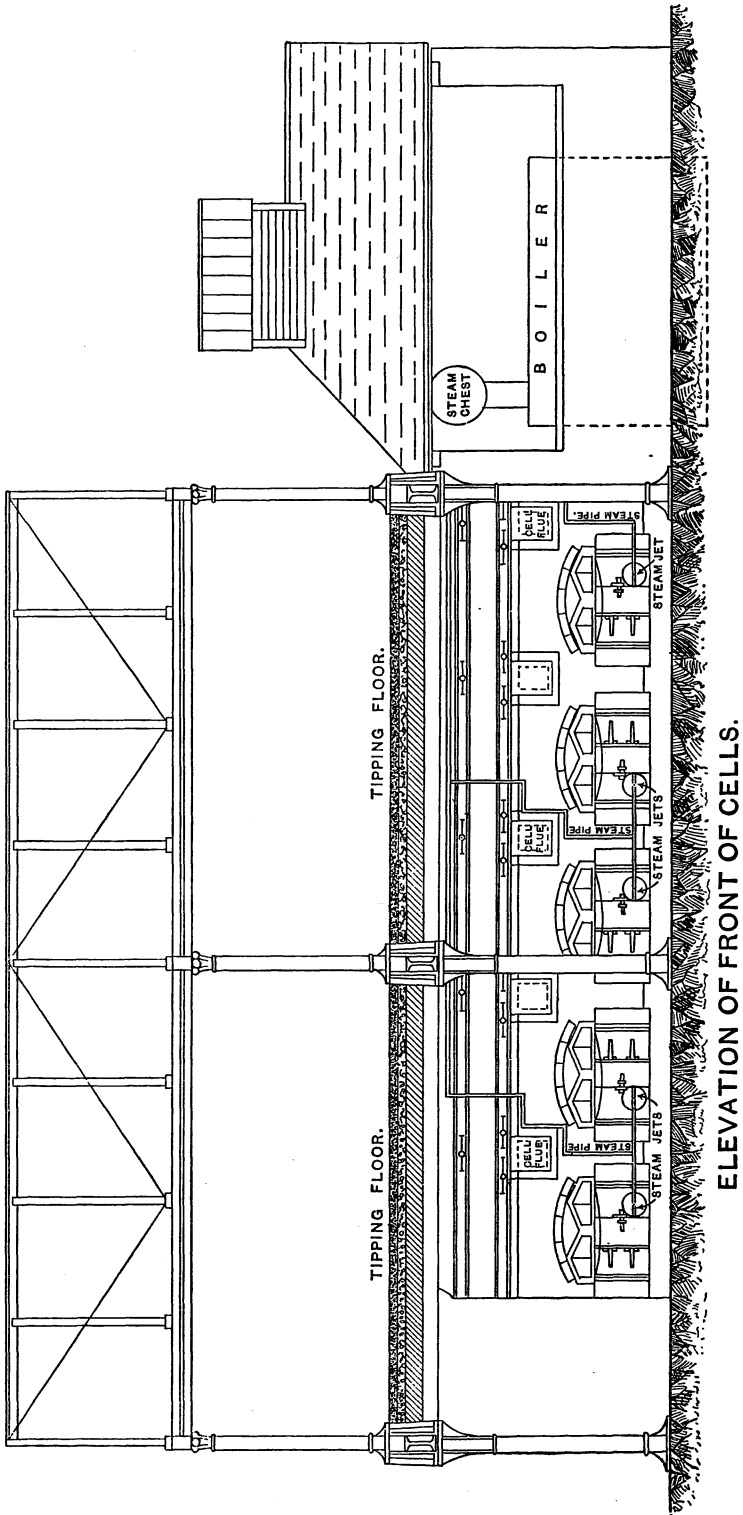 TIPPING FLOOR.
TIPPING FLOOR.
STEAM
CHEST
BOILER
CELL
FLUE
CELL
FLUE
CELL
FLUE
STEAM PIPE
STEAM PIPE
STEAM PIPE.
STEAM JETS
STEAM JETS
STEAM JET
ELEVATION OF FRONT OF CELLS.